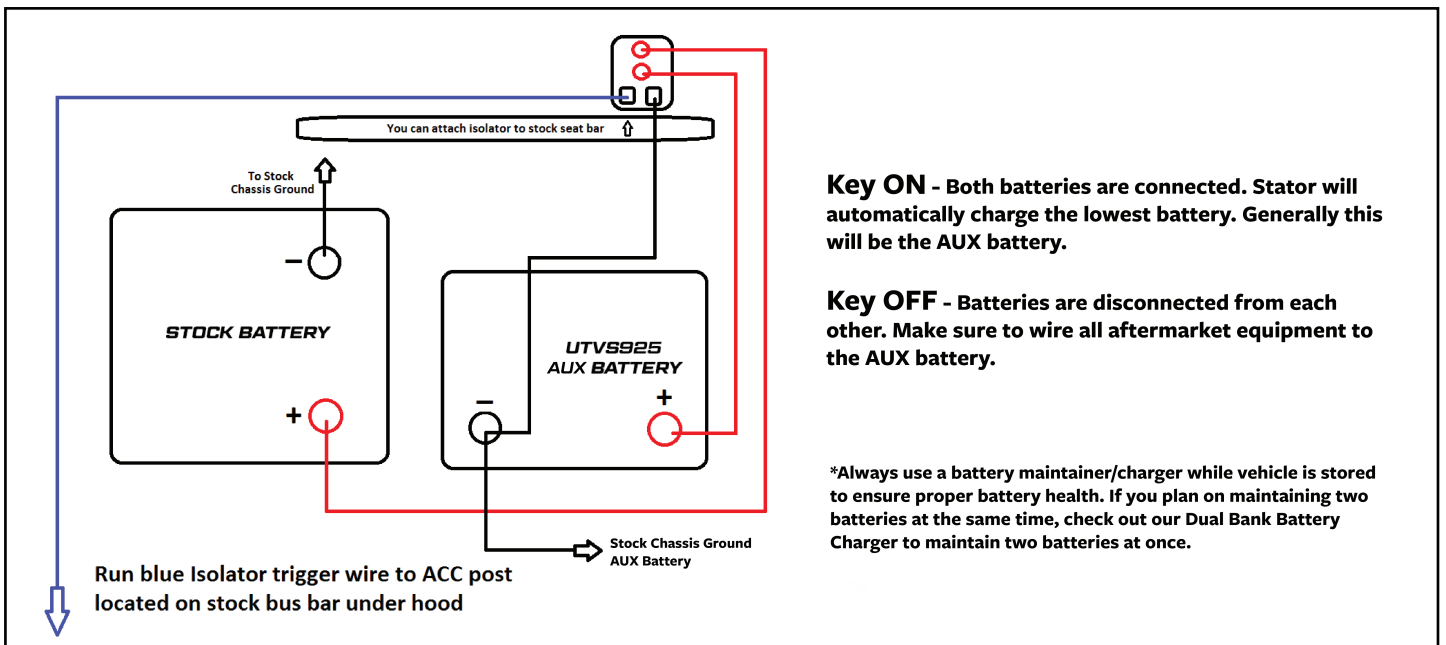 You can attach isolator to stock seat bar
To Stock
Chassis Ground
−
STOCK BATTERY
+
UTVS925
AUX BATTERY
− +
Stock Chassis Ground
AUX Battery
Run blue Isolator trigger wire to ACC post
located on stock bus bar under hood
Key ON - Both batteries are connected. Stator will
automatically charge the lowest battery. Generally this
will be the AUX battery.
Key OFF - Batteries are disconnected from each
other. Make sure to wire all aftermarket equipment to
the AUX battery.
*Always use a battery maintainer/charger while vehicle is stored
to ensure proper battery health. If you plan on maintaining two
batteries at the same time, check out our Dual Bank Battery
Charger to maintain two batteries at once.